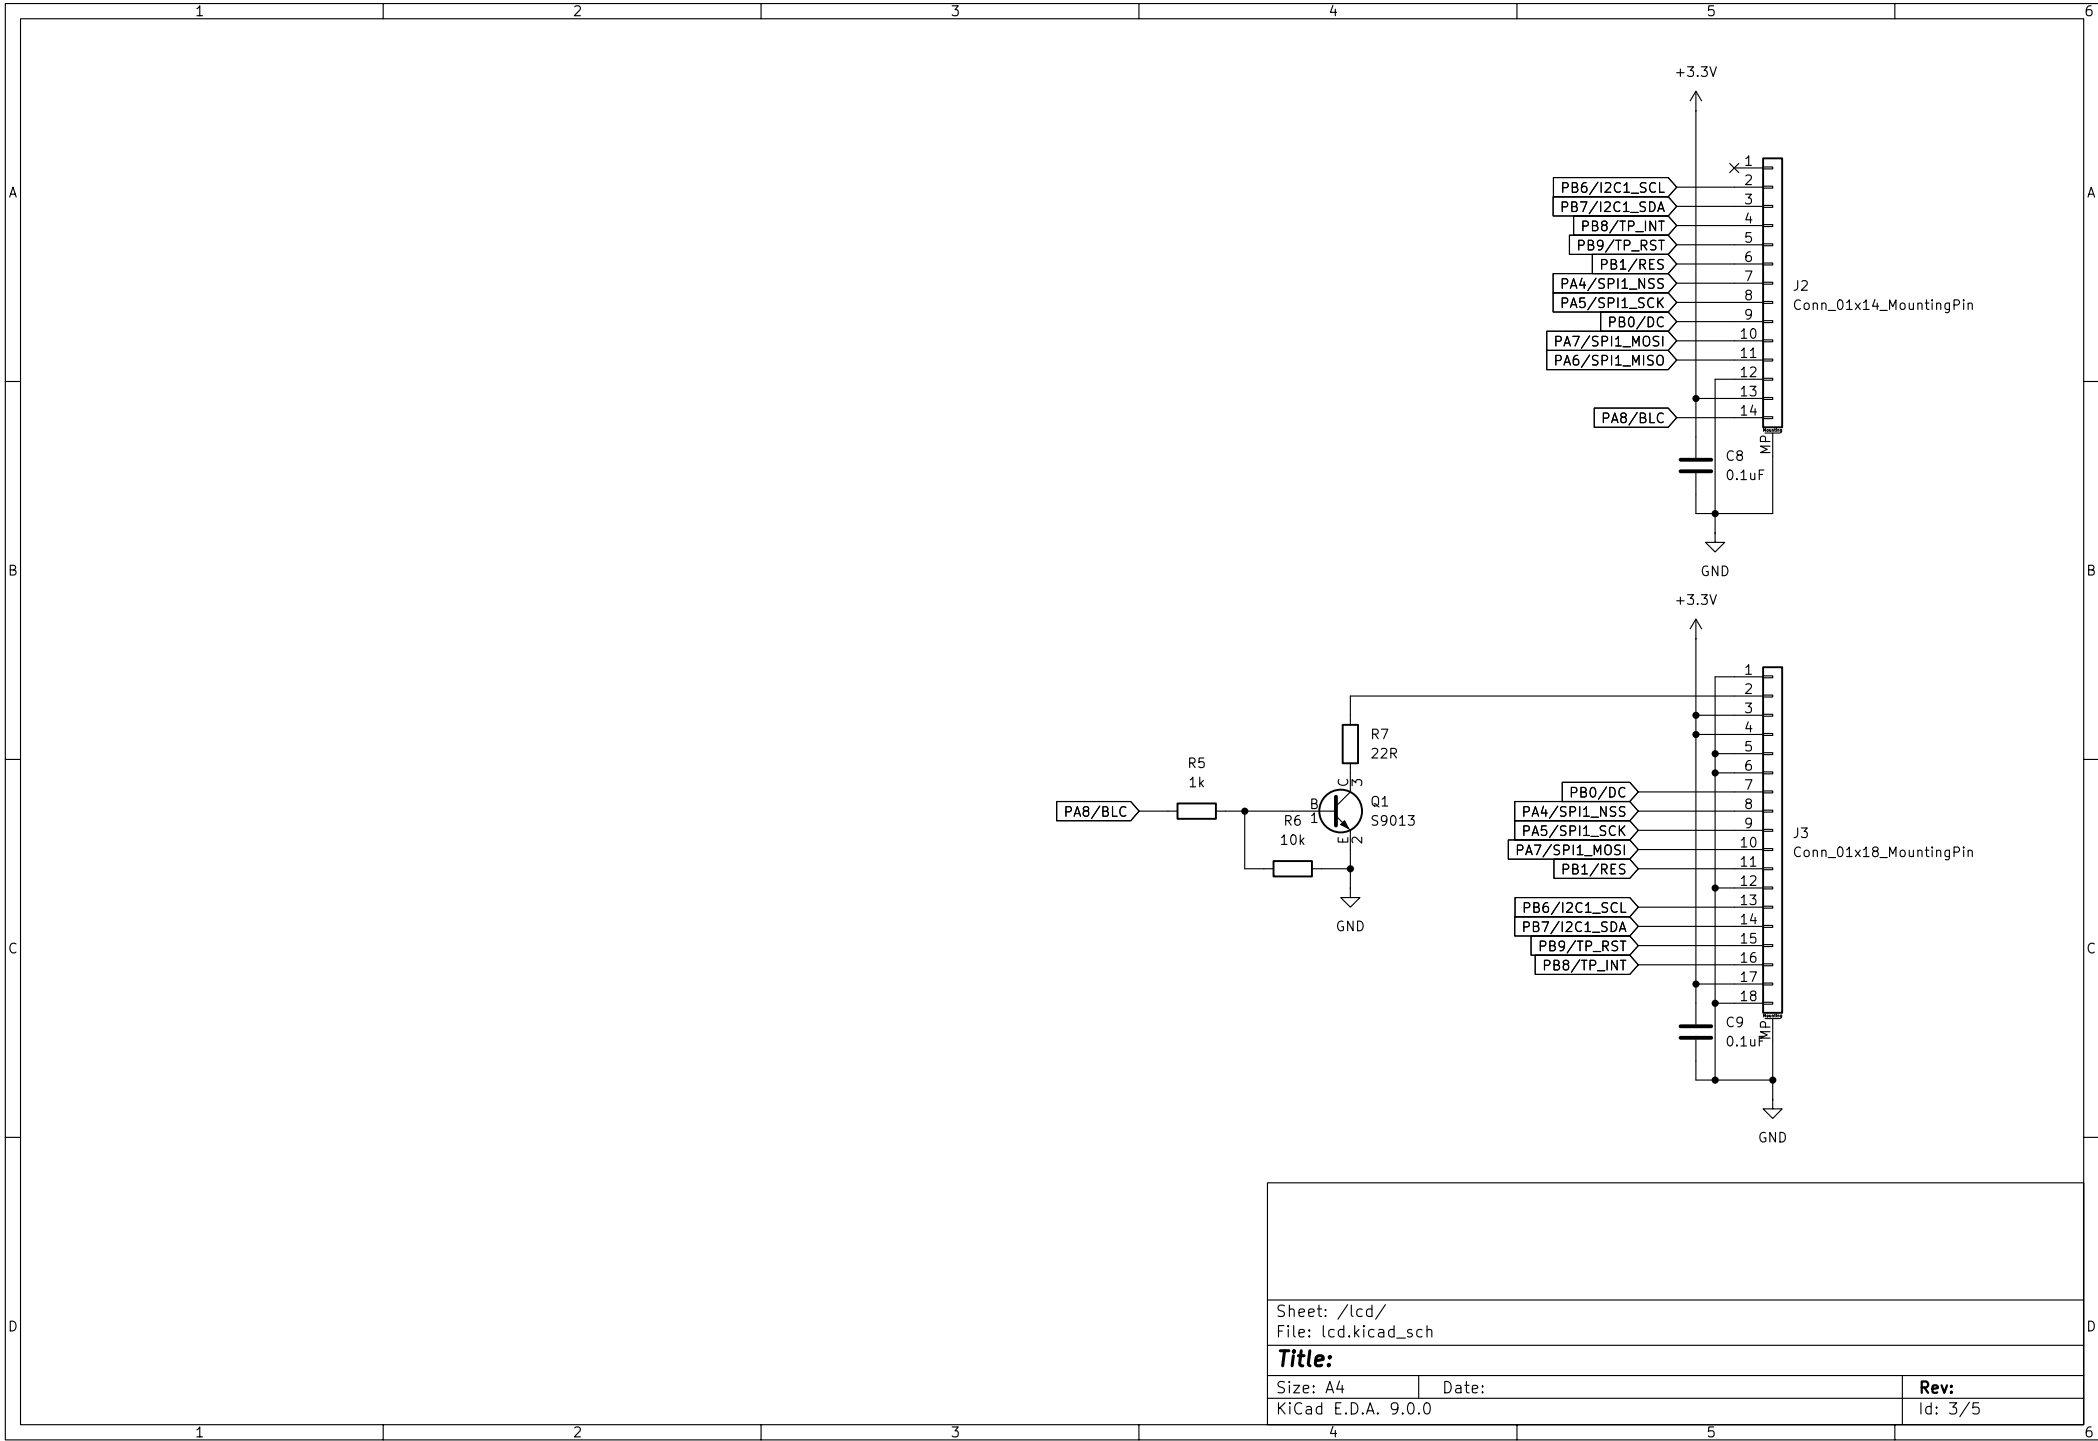 1 2 3 4 5 6
A
B
C
D
A
B
C
D
1 2 3 4 5 6
+3.3V
1
PB6/I2C1_SCL 2
PB7/I2C1_SDA 3
PB8/TP_INT 4
PB9/TP_RST 5
PB1/RES 6
PA4/SPI1_NSS 7
PA5/SPI1_SCK 8
PB0/DC 9
PA7/SPI1_MOSI 10
PA6/SPI1_MISO 11
12
13
PA8/BLC 14
J2
Conn_01x14_MountingPin
MP
C8
0.1uF
GND
+3.3V
1
2
3
4
5
6
PB0/DC 7
PA4/SPI1_NSS 8
PA5/SPI1_SCK 9
PA7/SPI1_MOSI 10
PB1/RES 11
12
PB6/I2C1_SCL 13
PB7/I2C1_SDA 14
PB9/TP_RST 15
PB8/TP_INT 16
17
18
J3
Conn_01x18_MountingPin
MP
C9
0.1uF
GND
R7
22R
R5
1k
PA8/BLC
C
3
B
1
E
2
Q1
S9013
R6
10k
GND
Sheet: /lcd/
File: lcd.kicad_sch
Title:
Size: A4 Date: Rev:
KiCad E.D.A. 9.0.0 Id: 3/5